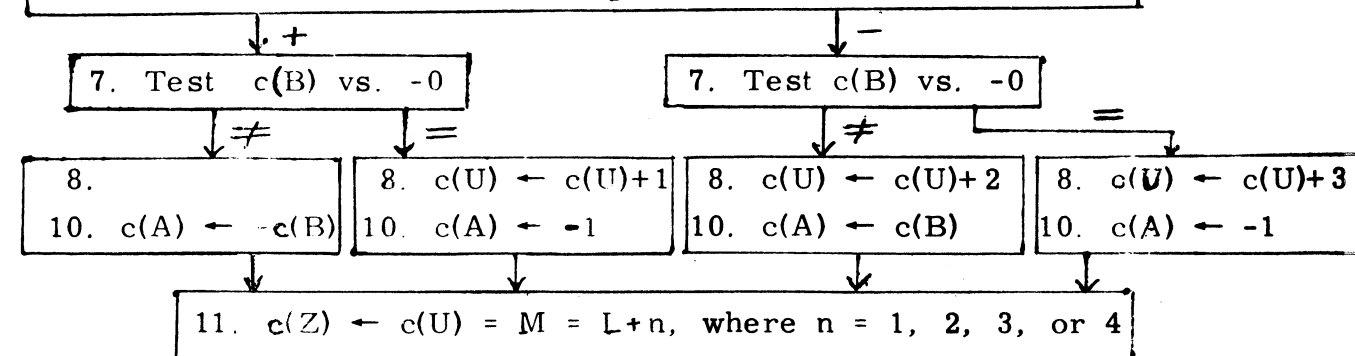 + −
7. Test c(B) vs. -0 7. Test c(B) vs. -0
≠ = ≠ =
8. 8. c(U) ← c(U)+1 8. c(U) ← c(U)+2 8. c(U) ← c(U)+3
10. c(A) ← -c(B) 10. c(A) ← -1 10. c(A) ← c(B) 10. c(A) ← -1
11. c(Z) ← c(U) = M = L+n, where n = 1, 2, 3, or 4